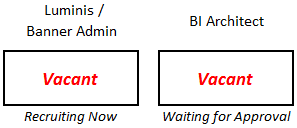 Luminis /
Banner Admin
BI Architect
Vacant
Vacant
Recruiting Now
Waiting for Approval